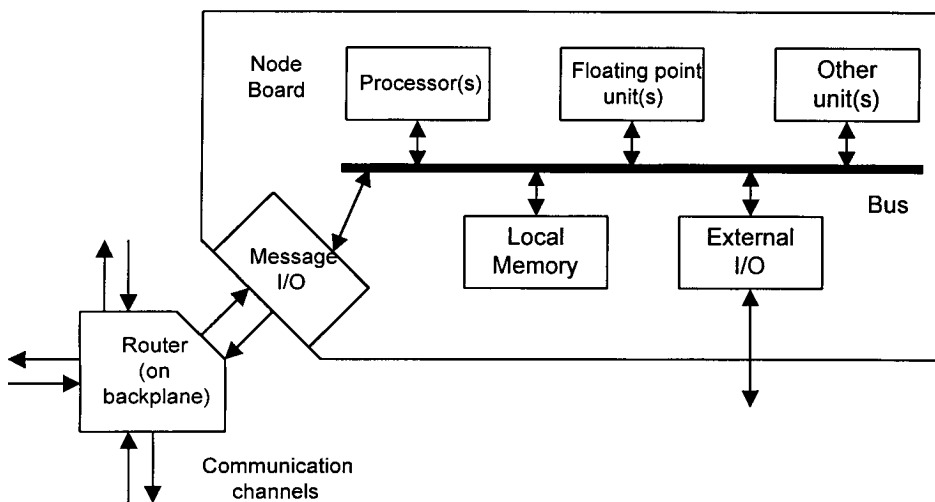 Node
Board
Processor(s)
Floating point
unit(s)
Other
unit(s)
Bus
Message
I/O
Local
Memory
External
I/O
Router
(on
backplane)
Communication
channels